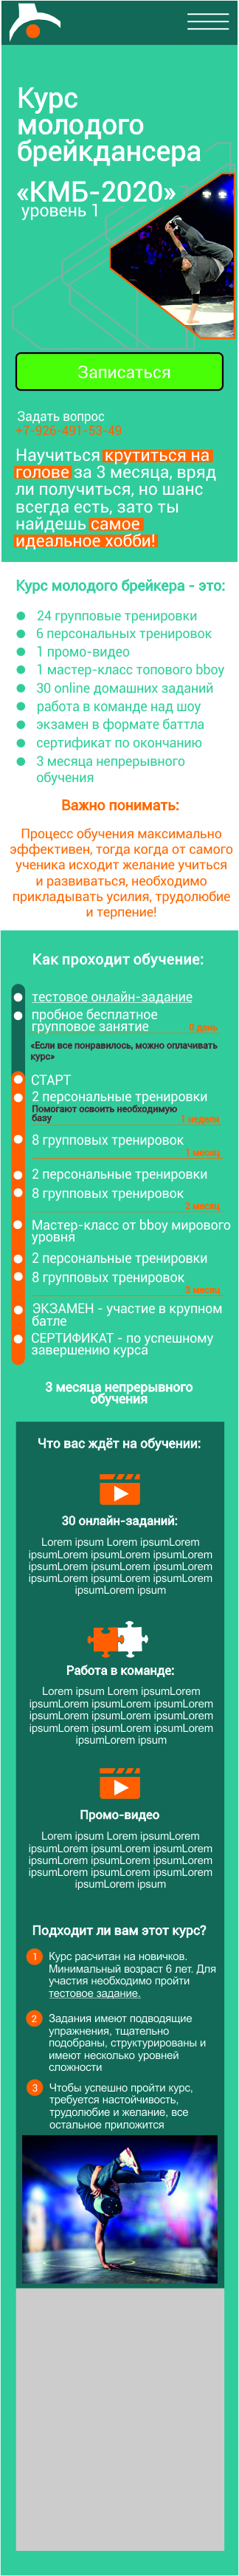 Курс
молодого
брейкдансера
«КМБ-2020»
уровень 1
Записаться
Задать вопрос
+7-926-491-53-49
Научиться крутиться на
голове за 3 месяца, вряд
ли получиться, но шанс
всегда есть, зато ты
найдешь самое
идеальное хобби!
Курс молодого брейкера - это:
24 групповые тренировки
6 персональных тренировок
1 промо-видео
1 мастер-класс топового bboy
30 online домашних заданий
работа в команде над шоу
экзамен в формате баттла
сертификат по окончанию
3 месяца непрерывного
обучения
Важно понимать:
Процесс обучения максимально
эффективен, тогда когда от самого
ученика исходит желание учиться
и развиваться, необходимо
прикладывать усилия, трудолюбие
и терпение!
Как проходит обучение:
тестовое онлайн-задание
пробное бесплатное
групповое занятие
0 день
«Если все понравилось, можно оплачивать
курс»
СТАРТ
2 персональные тренировки
Помогают освоить необходимую
базу
1 неделя
8 групповых тренировок
1 месяц
2 персональные тренировки
8 групповых тренировок
2 месяц
Мастер-класс от bboy мирового
уровня
2 персональные тренировки
8 групповых тренировок
3 месяц
ЭКЗАМЕН - участие в крупном
батле
СЕРТИФИКАТ - по успешному
завершению курса
3 месяца непрерывного
обучения
Что вас ждёт на обучении:
30 онлайн-заданий:
Lorem ipsum Lorem ipsumLorem
ipsumLorem ipsumLorem ipsumLorem
ipsumLorem ipsumLorem ipsumLorem
ipsumLorem ipsumLorem ipsumLorem
ipsumLorem ipsum
Работа в команде:
Lorem ipsum Lorem ipsumLorem
ipsumLorem ipsumLorem ipsumLorem
ipsumLorem ipsumLorem ipsumLorem
ipsumLorem ipsumLorem ipsumLorem
ipsumLorem ipsum
Промо-видео
Lorem ipsum Lorem ipsumLorem
ipsumLorem ipsumLorem ipsumLorem
ipsumLorem ipsumLorem ipsumLorem
ipsumLorem ipsumLorem ipsumLorem
ipsumLorem ipsum
Подходит ли вам этот курс?
1 Курс расчитан на новичков.
Минимальный возраст 6 лет. Для
участия необходимо пройти
тестовое задание.
2 Задания имеют подводящие
упражнения, тщательно
подобраны, структурированы и
имеют несколько уровней
сложности
3 Чтобы успешно пройти курс,
требуется настойчивость,
трудолюбие и желание, все
остальное приложится